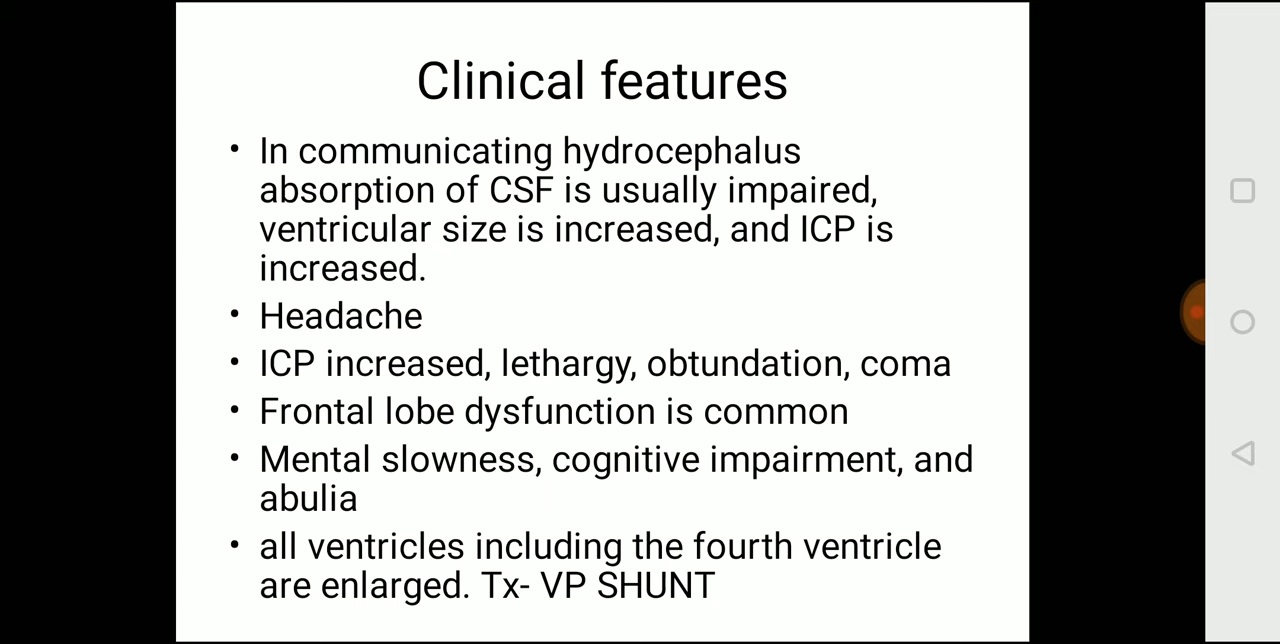 Clinical features
• In communicating hydrocephalus
absorption of CSF is usually impaired,
ventricular size is increased, and ICP is
increased.
• Headache
• ICP increased, lethargy, obtundation, coma
• Frontal lobe dysfunction is common
• Mental slowness, cognitive impairment, and
abulia
• all ventricles including the fourth ventricle
are enlarged. Tx- VP SHUNT